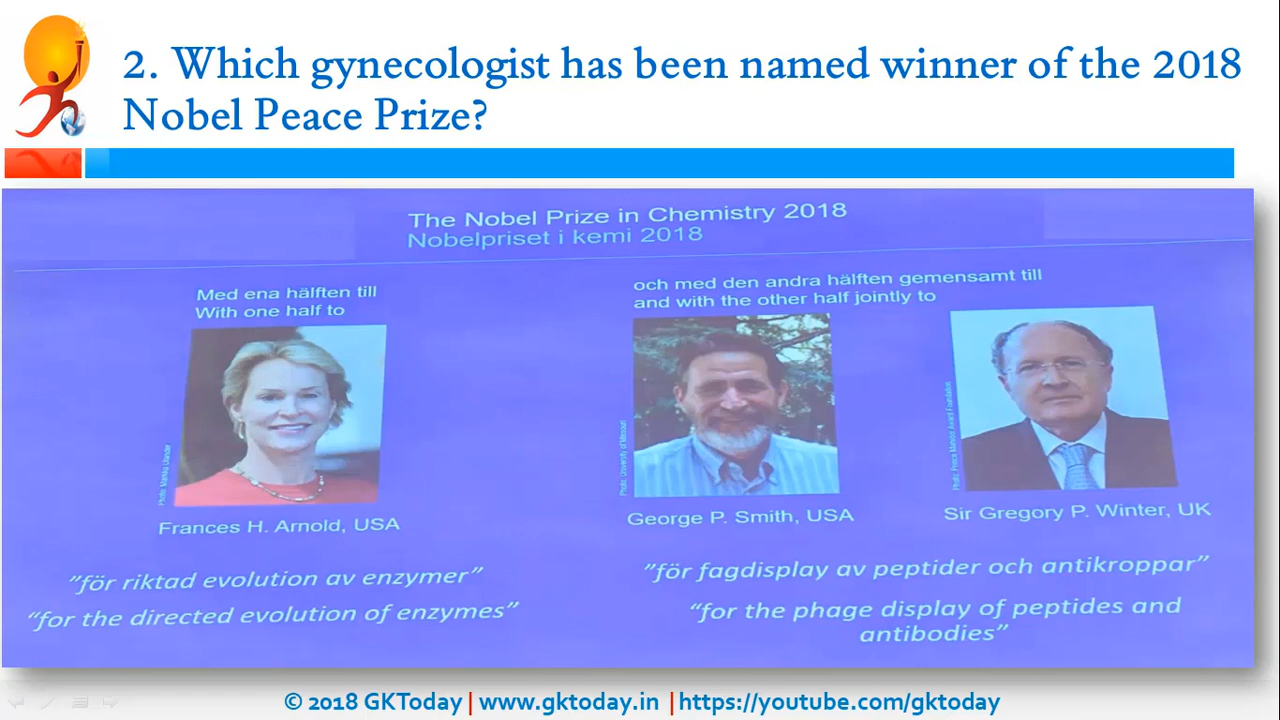 2. Which gynecologist has been named winner of the 2018
Nobel Peace Prize?
The Nobel Prize in Chemistry 2018
Nobelpriset i kemi 2018
Med ena hälften till
With one half to
och med den andra hälften gemensamt till
and with the other half jointly to
Photo: University of Missouri
Frances H. Arnold, USA
George P. Smith, USA
Sir Gregory P. Winter, UK
"för riktad evolution av enzymer"
"for the directed evolution of enzymes"
"för fagdisplay av peptider och antikroppar"
"for the phage display of peptides and
antibodies"
© 2018 GKToday | www.gktoday.in | https://youtube.com/gktoday